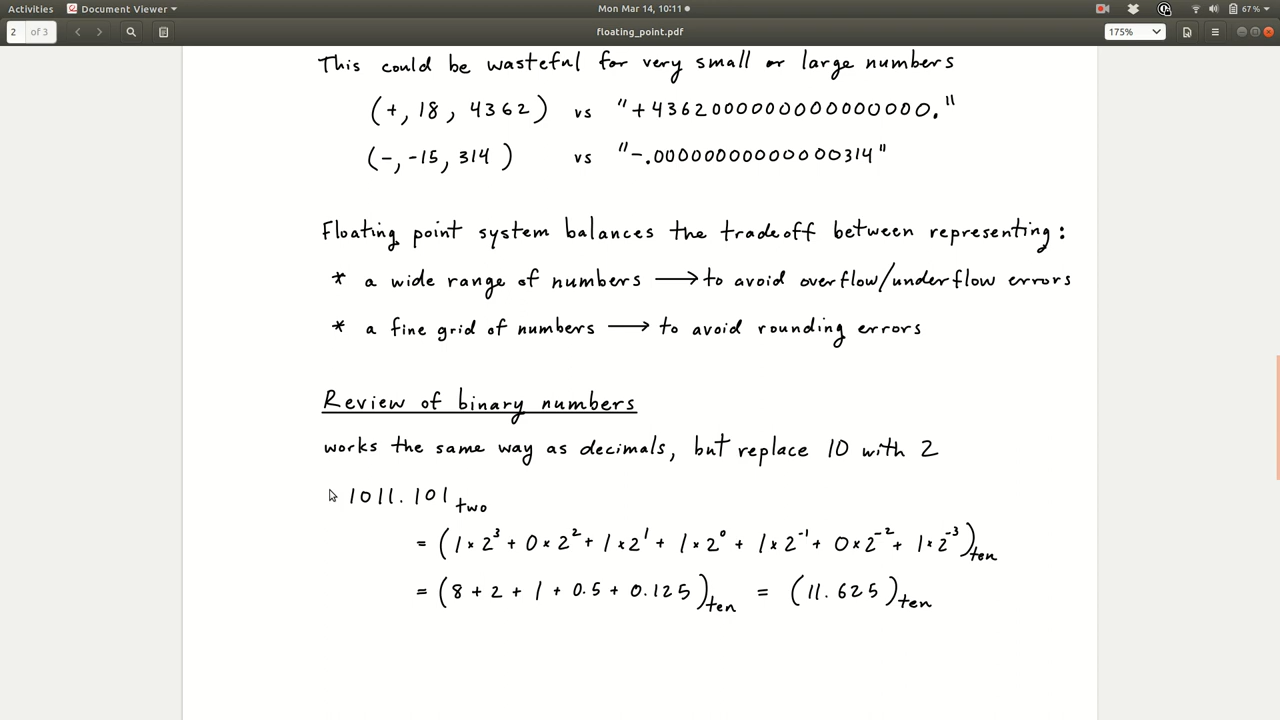 Activities Document Viewer Mon Mar 14, 10:11 67%
2 of 3 floating_point.pdf 175%
This could be wasteful for very small or large numbers
(+, 18, 4362) vs "+4362000000000000000."
(-, -15, 314) vs "-.000000000000000314"
Floating point system balances the tradeoff between representing:
* a wide range of numbers ⟶ to avoid overflow/underflow errors
* a fine grid of numbers ⟶ to avoid rounding errors
Review of binary numbers
works the same way as decimals, but replace 10 with 2
1011.101 two
= (1×2³ + 0×2² + 1×2¹ + 1×2⁰ + 1×2⁻¹ + 0×2⁻² + 1×2⁻³) ten
= (8 + 2 + 1 + 0.5 + 0.125) ten = (11.625) ten